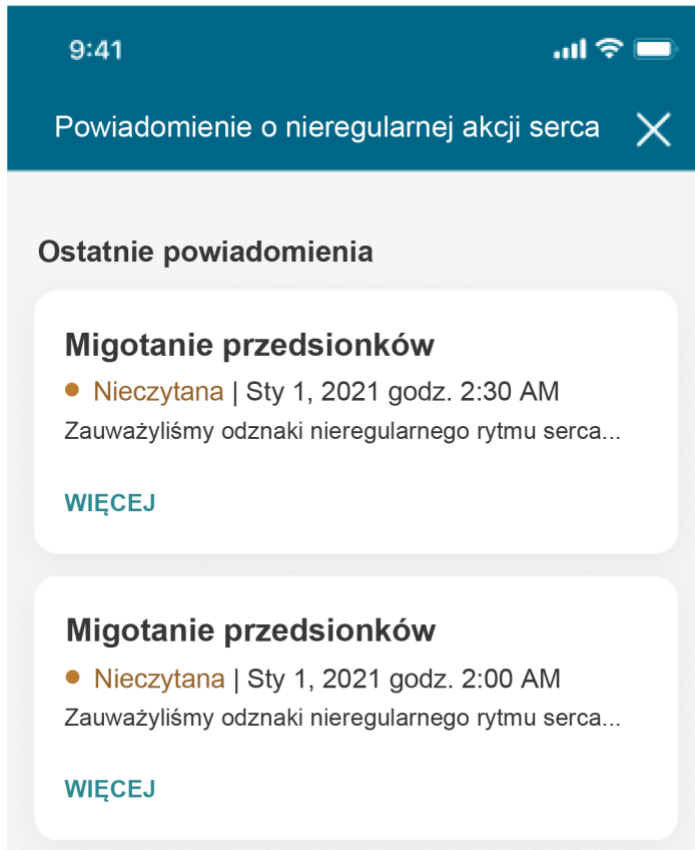 9:41
Powiadomienie o nieregularnej akcji serca
Ostatnie powiadomienia
Migotanie przedsionków
Nieczytana | Sty 1, 2021 godz. 2:30 AM
Zauważyliśmy odznaki nieregularnego rytmu serca...
WIĘCEJ
Migotanie przedsionków
Nieczytana | Sty 1, 2021 godz. 2:00 AM
Zauważyliśmy odznaki nieregularnego rytmu serca...
WIĘCEJ